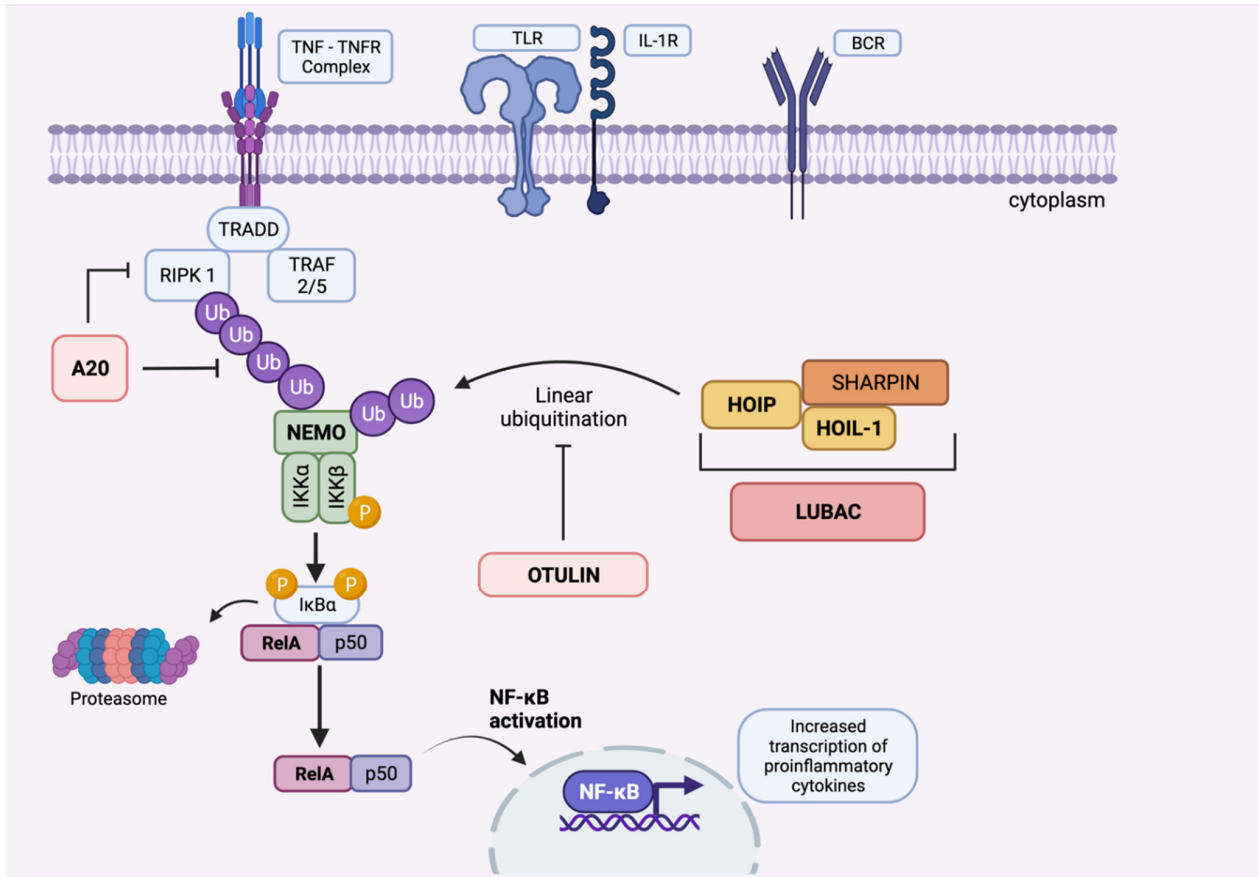 TNF - TNFR
Complex
TLR
IL-1R
BCR
cytoplasm
TRADD
RIPK 1
TRAF
2/5
Ub
Ub
Ub
Ub
A20
Ub
Ub
NEMO
IKKα
IKKβ
P
Linear
ubiquitination
HOIP
SHARPIN
HOIL-1
LUBAC
OTULIN
P
P
IκBα
RelA
p50
Proteasome
NF-κB
activation
RelA
p50
NF-κB
Increased
transcription of
proinflammatory
cytokines